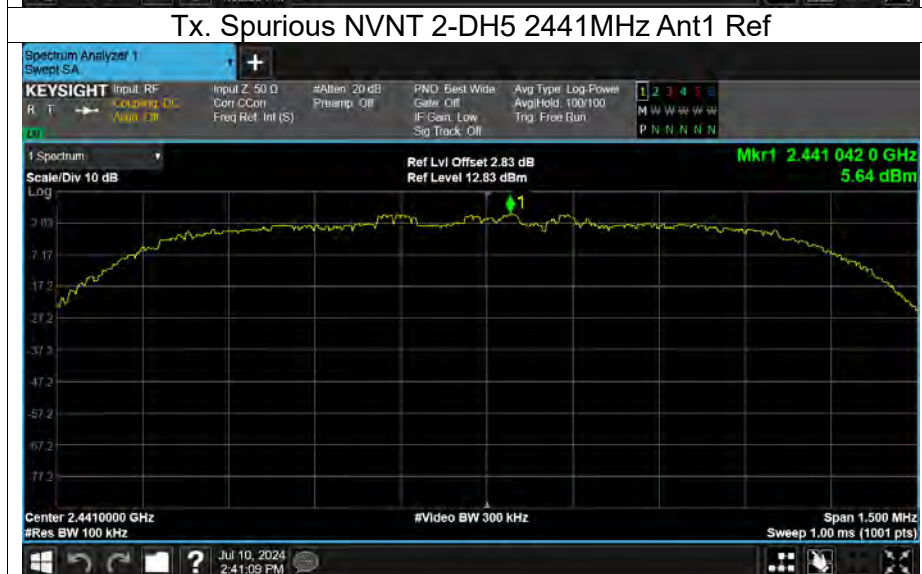 Tx. Spurious NVNT 2-DH5 2441MHz Ant1 Ref
Spectrum Analyzer 1
Swept SA
+
KEYSIGHT Input: RF
R T Coupling: DC
Align: Off
Input Z: 50 Ω
Corr CCorr
Freq Ref: Int (S)
#Atten: 20 dB
Preamp: Off
PNO: Best Wide
Gate: Off
IF Gain: Low
Sig Track: Off
Avg Type: Log-Power
Avg|Hold: 100/100
Trig: Free Run
1 2 3 4 5 6
M W W W W W
P N N N N N
1 Spectrum
Scale/Div 10 dB
Log
Ref Lvl Offset 2.83 dB
Ref Level 12.83 dBm
Mkr1 2.441 042 0 GHz
5.64 dBm
1
2.83
-7.17
-17.2
-27.2
-37.2
-47.2
-57.2
-67.2
-77.2
Center 2.4410000 GHz
#Res BW 100 kHz
#Video BW 300 kHz
Span 1.500 MHz
Sweep 1.00 ms (1001 pts)
?
Jul 10, 2024
2:41:09 PM